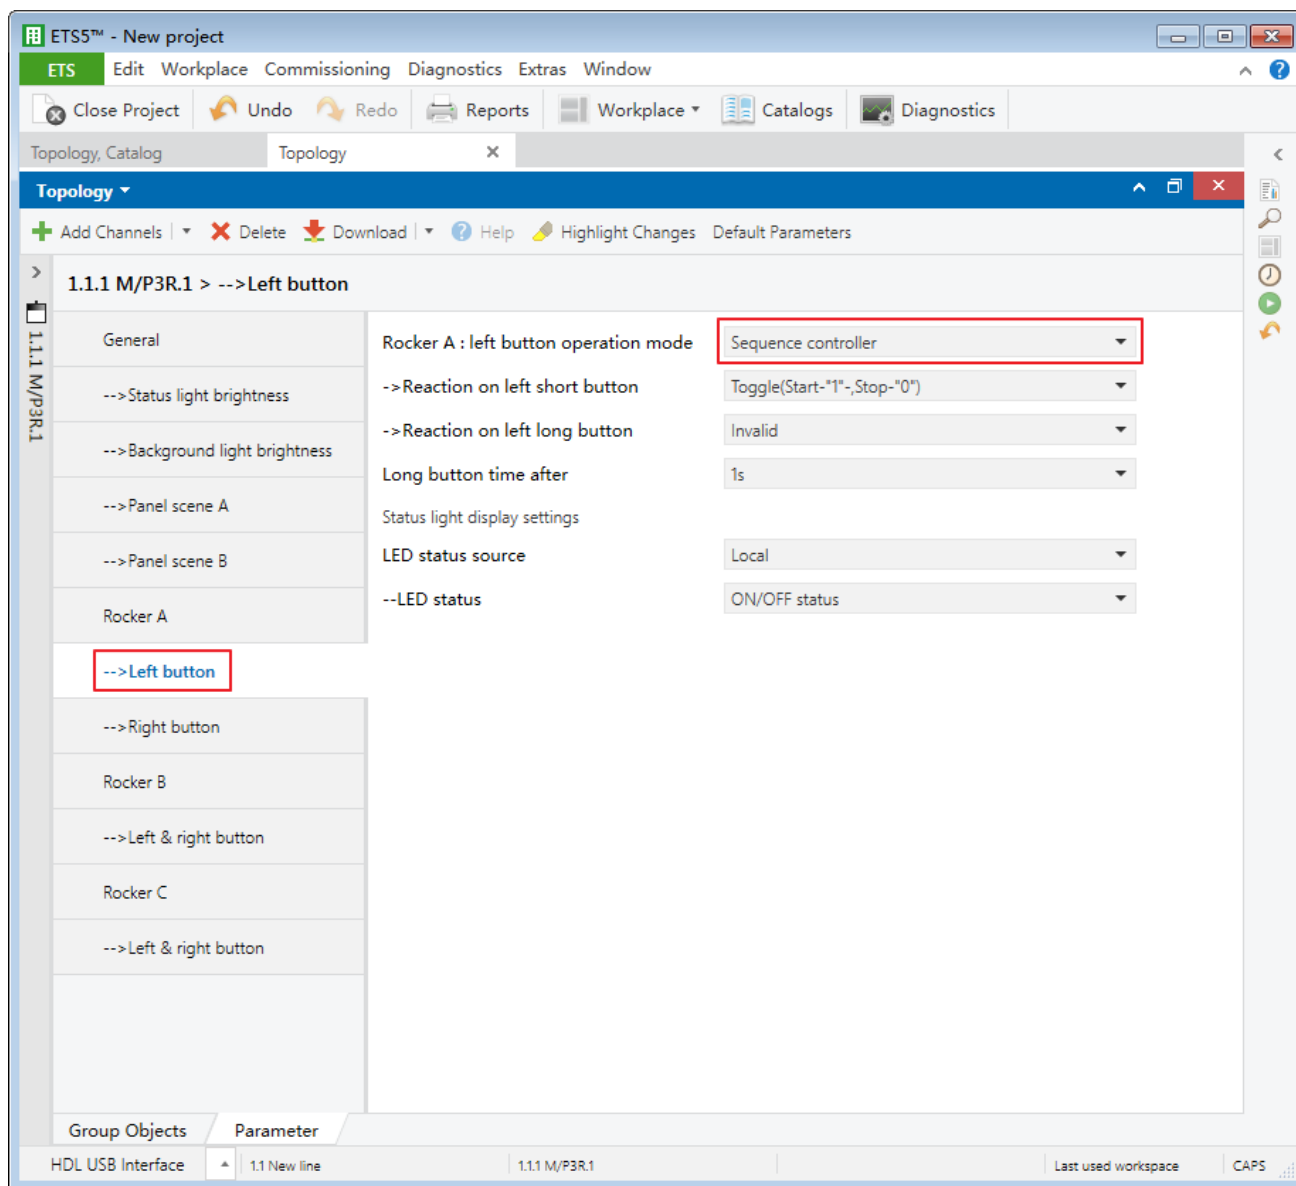 ETS5™ - New project
ETS Edit Workplace Commissioning Diagnostics Extras Window
Close Project Undo Redo Reports Workplace Catalogs Diagnostics
Topology, Catalog Topology
Topology
Add Channels Delete Download Help Highlight Changes Default Parameters
1.1.1 M/P3R.1 > -->Left button
1.1.1 M/P3R.1
General
-->Status light brightness
-->Background light brightness
-->Panel scene A
-->Panel scene B
Rocker A
-->Left button
-->Right button
Rocker B
-->Left & right button
Rocker C
-->Left & right button
Rocker A : left button operation mode Sequence controller
->Reaction on left short button Toggle(Start-"1"-,Stop-"0")
->Reaction on left long button Invalid
Long button time after 1s
Status light display settings
LED status source Local
--LED status ON/OFF status
Group Objects Parameter
HDL USB Interface 1.1 New line 1.1.1 M/P3R.1 Last used workspace CAPS